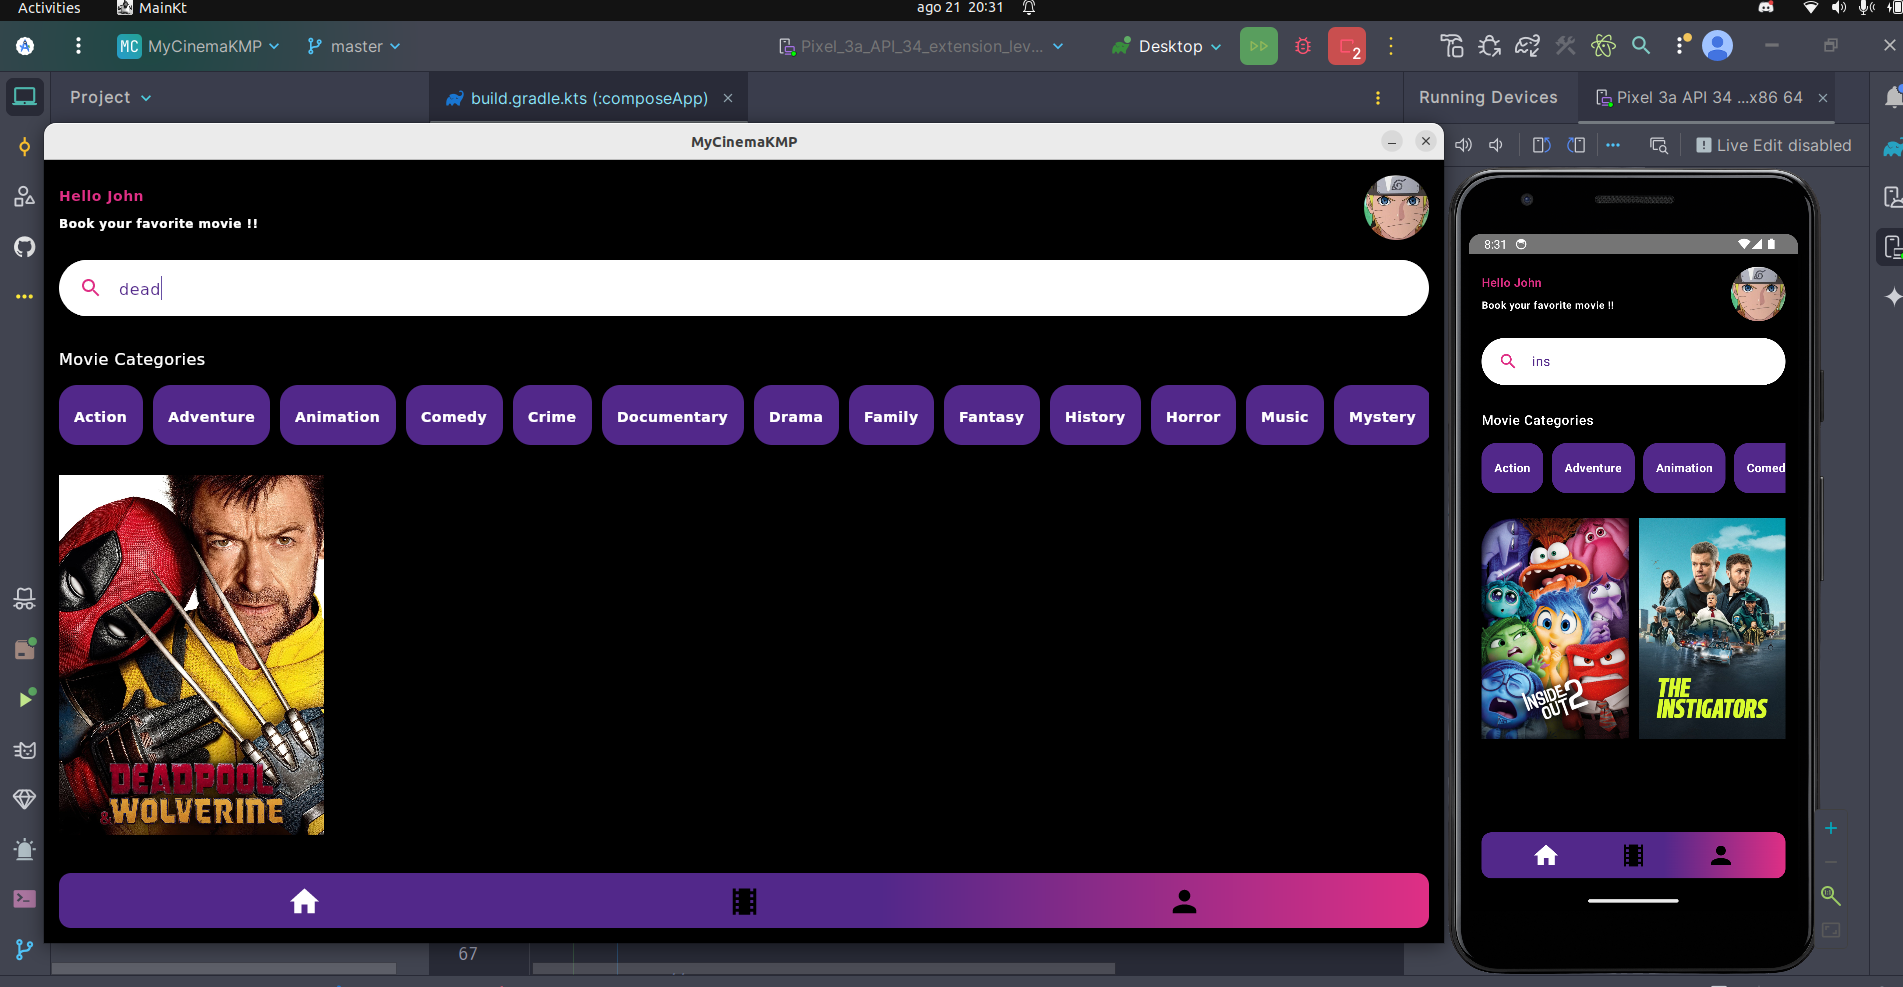 Activities
MainKt
ago 21 20:31
MC
MyCinemaKMP
master
Pixel_3a_API_34_extension_lev...
Desktop
2
Project
build.gradle.kts (:composeApp)
Running Devices
Pixel 3a API 34 ...x86 64
Live Edit disabled
MyCinemaKMP
Hello John
Book your favorite movie !!
dead
Movie Categories
Action
Adventure
Animation
Comedy
Crime
Documentary
Drama
Family
Fantasy
History
Horror
Music
Mystery
DEADPOOL
& WOLVERINE
67
8:31
Hello John
Book your favorite movie !!
ins
Movie Categories
Action
Adventure
Animation
Comed
INSIDE
OUT 2
THE
INSTIGATORS